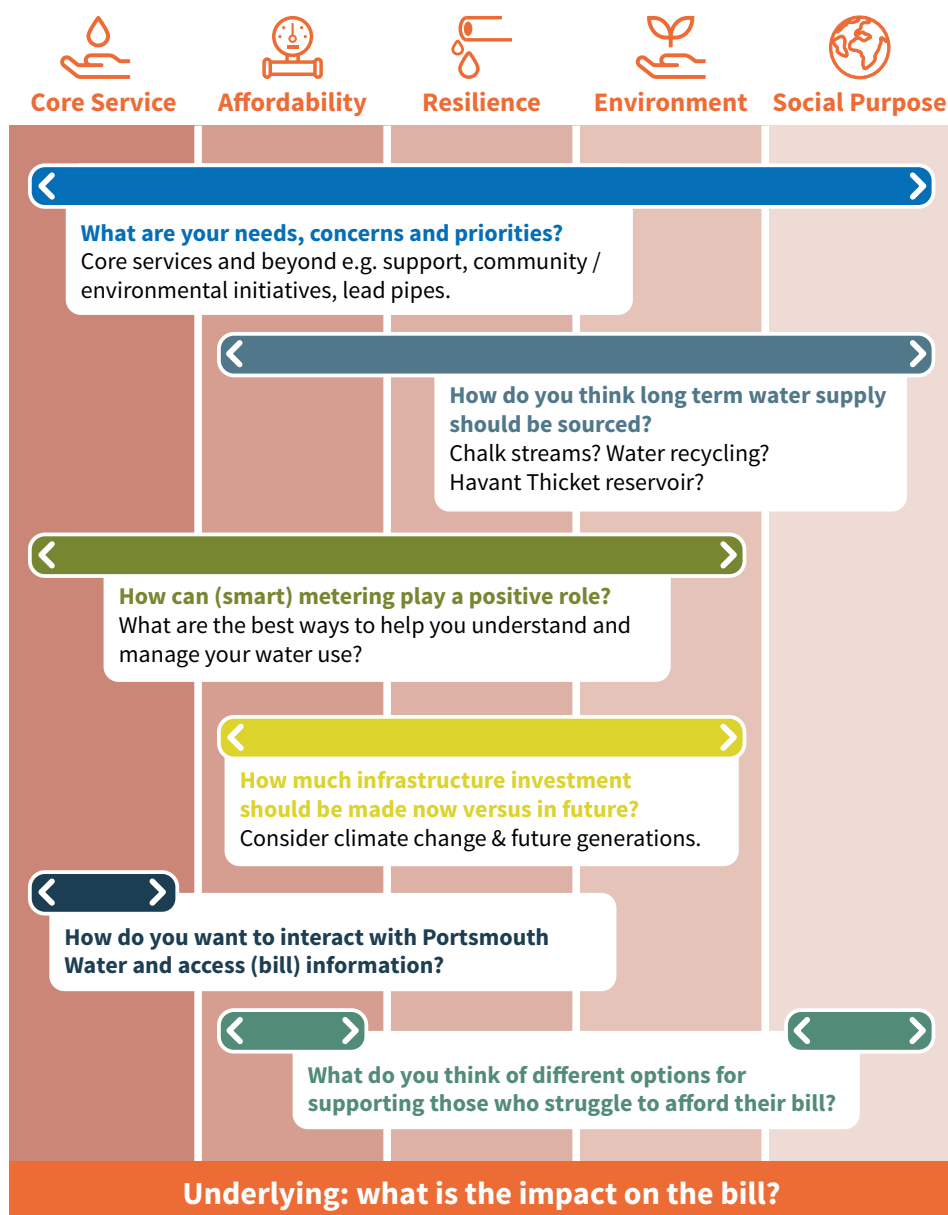 Core Service
Affordability
Resilience
Environment
Social Purpose
What are your needs, concerns and priorities?
Core services and beyond e.g. support, community /
environmental initiatives, lead pipes.
How do you think long term water supply
should be sourced?
Chalk streams? Water recycling?
Havant Thicket reservoir?
How can (smart) metering play a positive role?
What are the best ways to help you understand and
manage your water use?
How much infrastructure investment
should be made now versus in future?
Consider climate change & future generations.
How do you want to interact with Portsmouth
Water and access (bill) information?
What do you think of different options for
supporting those who struggle to afford their bill?
Underlying: what is the impact on the bill?